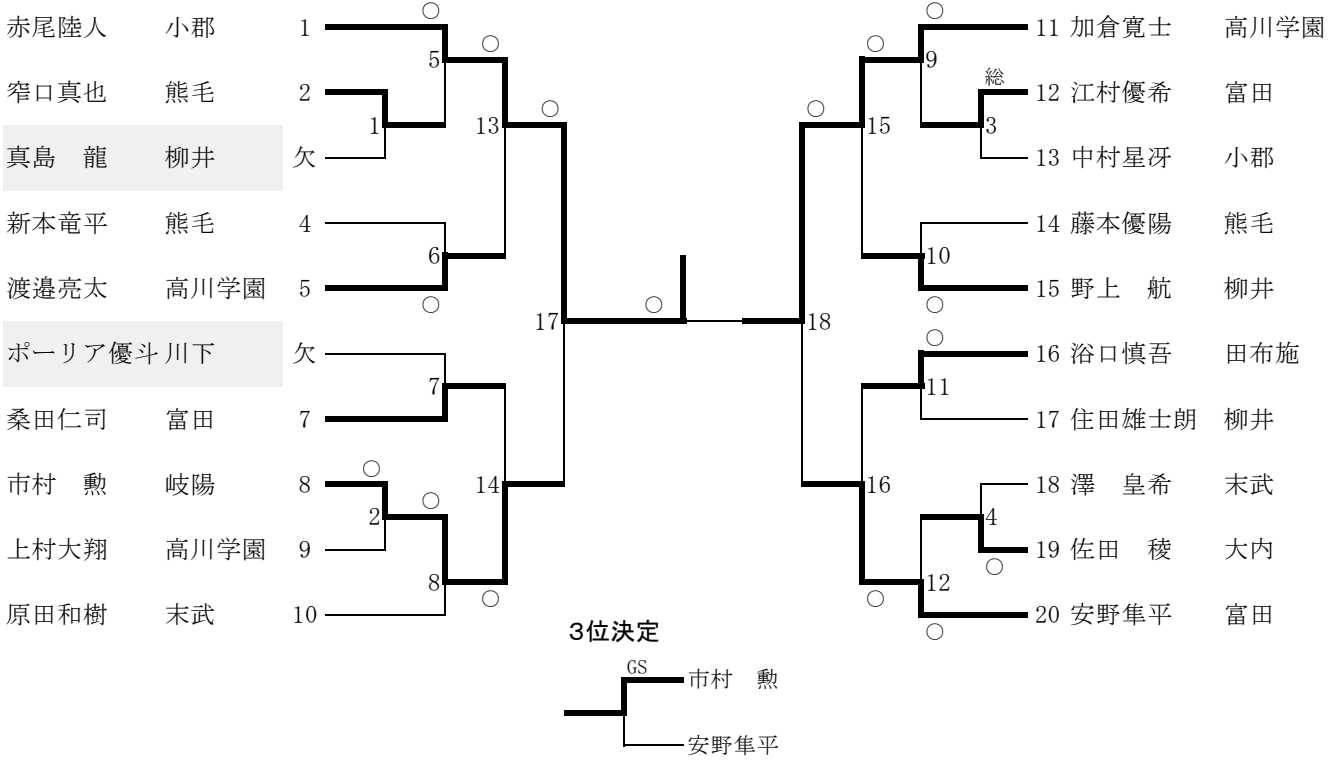 赤尾陸人 小郡 1
窄口真也 熊毛 2
真島 龍 柳井 欠
新本竜平 熊毛 4
渡邉亮太 高川学園 5
ポーリア優斗 川下 欠
桑田仁司 富田 7
市村 勲 岐陽 8
上村大翔 高川学園 9
原田和樹 末武 10
○
5
○
1
13
○
6
○
17
○
7
○
2
○
14
8
○
○
9
○
総
3
15
○
10
○
18
○
11
16
4
○
12
○
○
11 加倉寛士 高川学園
12 江村優希 富田
13 中村星冴 小郡
14 藤本優陽 熊毛
15 野上 航 柳井
16 浴口慎吾 田布施
17 住田雄士朗 柳井
18 澤 皇希 末武
19 佐田 稜 大内
20 安野隼平 富田
3位決定
GS
市村 勲
安野隼平